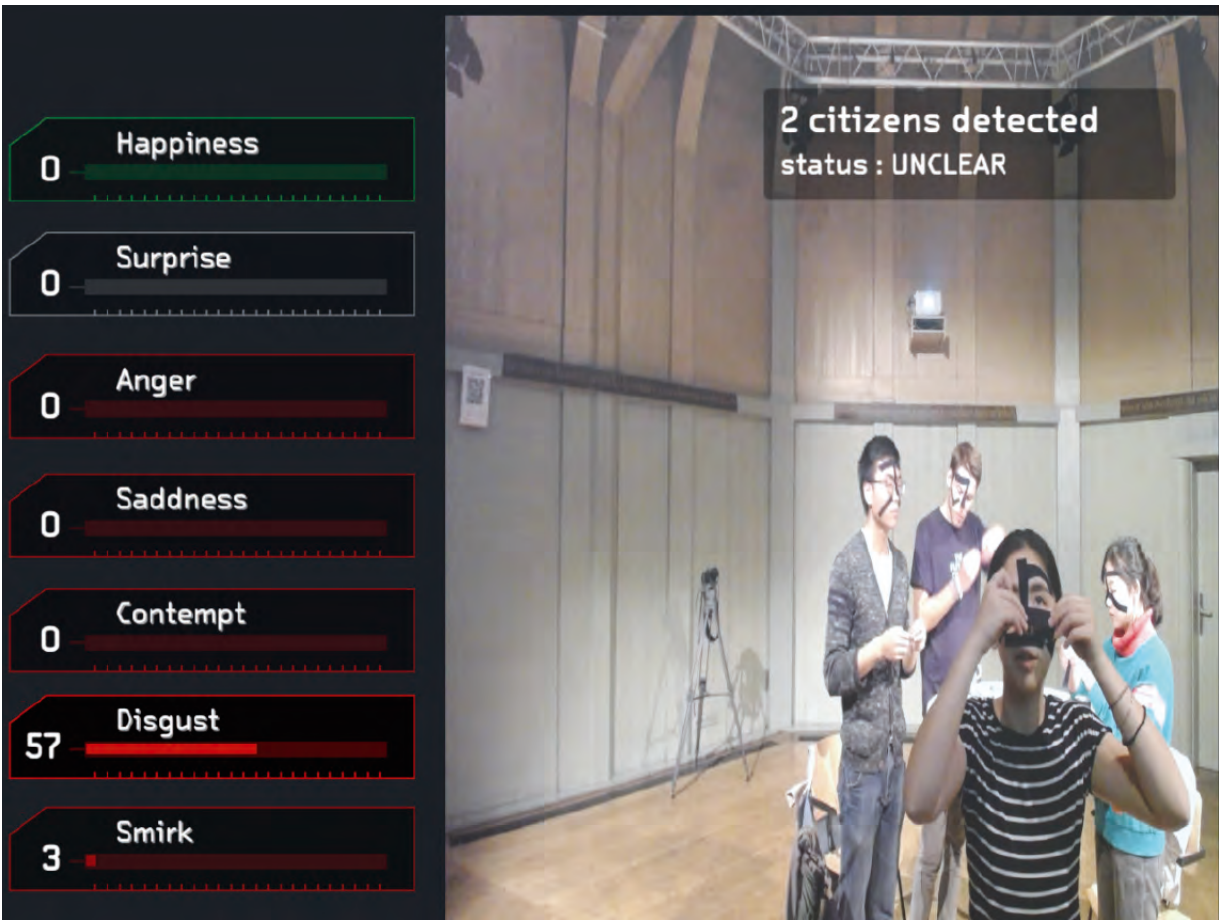 0 Happiness
0 Surprise
0 Anger
0 Saddness
0 Contempt
57 Disgust
3 Smirk
2 citizens detected
status : UNCLEAR